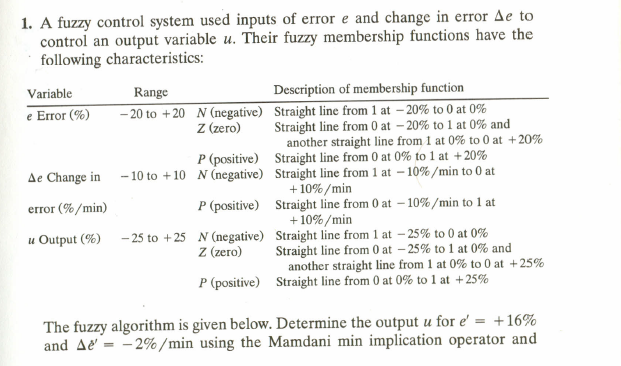 1. A fuzzy control system used inputs of error e and change in error Δe to
control an output variable u. Their fuzzy membership functions have the
following characteristics:
Variable Range Description of membership function
e Error (%) −20 to +20 N (negative) Straight line from 1 at −20% to 0 at 0%
Z (zero) Straight line from 0 at −20% to 1 at 0% and
another straight line from 1 at 0% to 0 at +20%
P (positive) Straight line from 0 at 0% to 1 at +20%
Δe Change in −10 to +10 N (negative) Straight line from 1 at −10%/min to 0 at
+10%/min
error (%/min) P (positive) Straight line from 0 at −10%/min to 1 at
+10%/min
u Output (%) −25 to +25 N (negative) Straight line from 1 at −25% to 0 at 0%
Z (zero) Straight line from 0 at −25% to 1 at 0% and
another straight line from 1 at 0% to 0 at +25%
P (positive) Straight line from 0 at 0% to 1 at +25%
The fuzzy algorithm is given below. Determine the output u for e′ = +16%
and Δe′ = −2%/min using the Mamdani min implication operator and